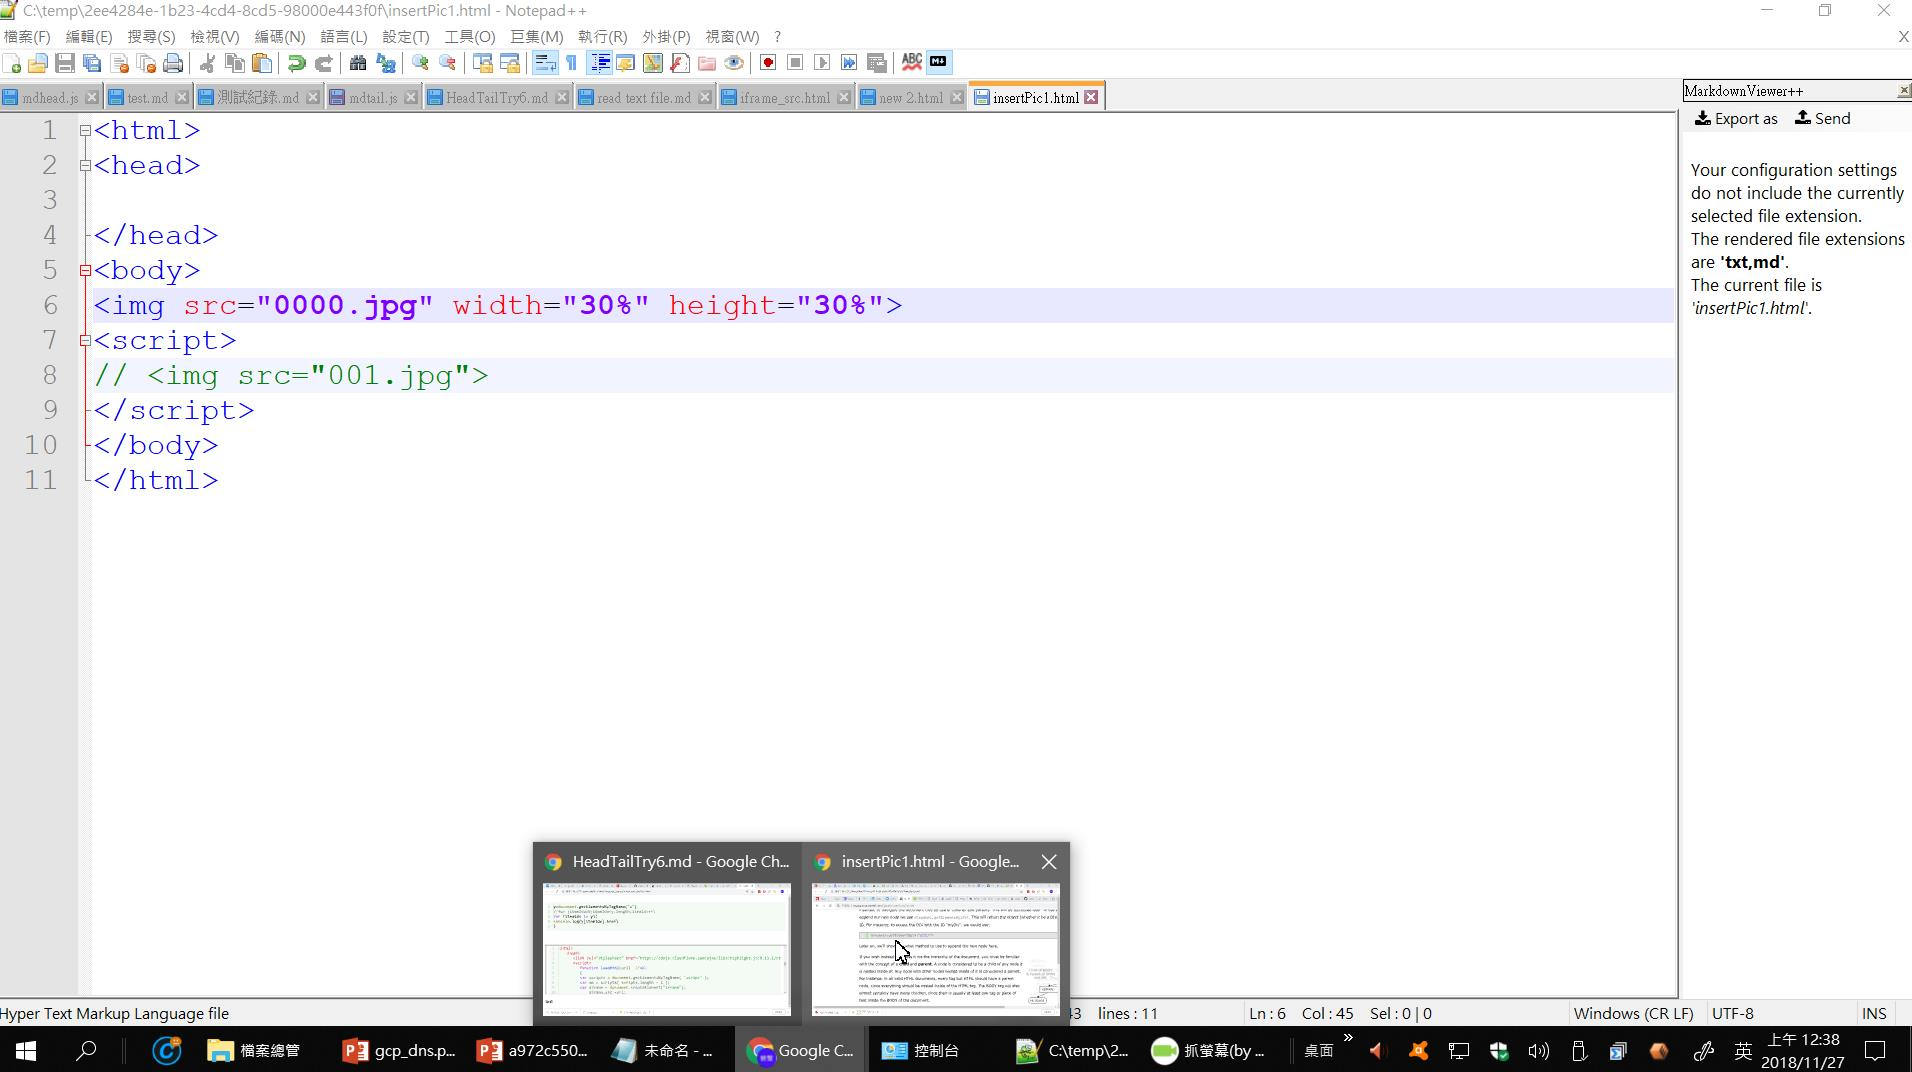 C:\temp\2ee4284e-1b23-4cd4-8cd5-98000e443f0f\insertPic1.html - Notepad++
檔案(F) 編輯(E) 搜尋(S) 檢視(V) 編碼(N) 語言(L) 設定(T) 工具(O) 巨集(M) 執行(R) 外掛(P) 視窗(W) ? X
mdhead.js test.md 測試紀錄.md mdtail.js HeadTailTry6.md read text file.md iframe_src.html new 2.html insertPic1.html
MarkdownViewer++
Export as Send
Your configuration settings
do not include the currently
selected file extension.
The rendered file extensions
are 'txt,md'.
The current file is
'insertPic1.html'.
1 <html>
2 <head>
3
4 </head>
5 <body>
6 <img src="0000.jpg" width="30%" height="30%">
7 <script>
8 // <img src="001.jpg">
9 </script>
10 </body>
11 </html>
HeadTailTry6.md - Google Ch... insertPic1.html - Google...
Hyper Text Markup Language file 43 lines : 11 Ln : 6 Col : 45 Sel : 0 | 0 Windows (CR LF) UTF-8 INS
檔案總管 gcp_dns.p... a972c550... 未命名 - ... Google C... 控制台 C:\temp\2... 抓螢幕(by ... 桌面 英 上午 12:38
2018/11/27